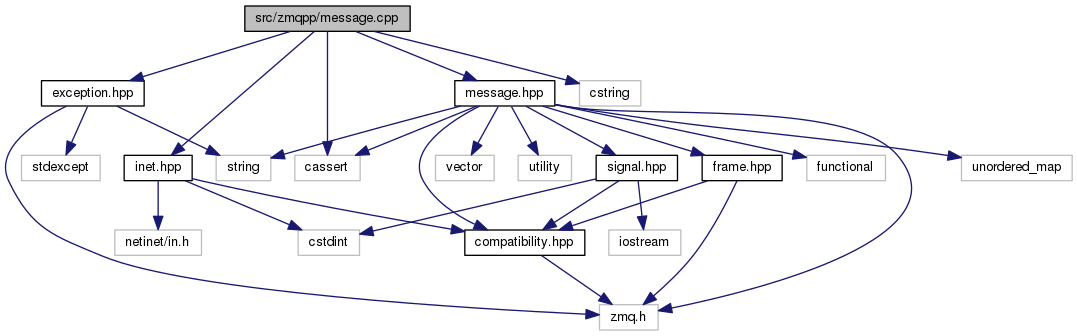 src/zmqpp/message.cpp
exception.hpp
message.hpp
cstring
stdexcept
inet.hpp
string
cassert
vector
utility
signal.hpp
frame.hpp
functional
unordered_map
netinet/in.h
cstdint
compatibility.hpp
iostream
zmq.h